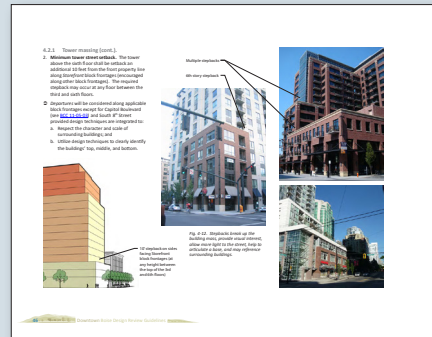 4.2.1 Tower massing (cont.).
2. Minimum tower street setback. The tower
above the sixth floor shall be setback an
additional 10 feet from the front property line
along Storefront block frontages (encouraged
along other block frontages). The required
stepback may occur at any floor between the
third and sixth floors.
Departures will be considered along applicable
block frontages except for Capitol Boulevard
(see BCC 11-05-03) and South 8th Street
provided design techniques are integrated to:
a. Respect the character and scale of
surrounding buildings; and
b. Utilize design techniques to clearly identify
the buildings' top, middle, and bottom.
10' stepback on sides
facing Storefront
block frontages (at
any height between
the top of the 3rd
and 6th floors)
Multiple stepbacks
6th story stepback
Fig. 4-12. Stepbacks break up the
building mass, provide visual interest,
allow more light to the street, help to
articulate a base, and may reference
surrounding buildings.
Downtown Boise Design Review Guidelines